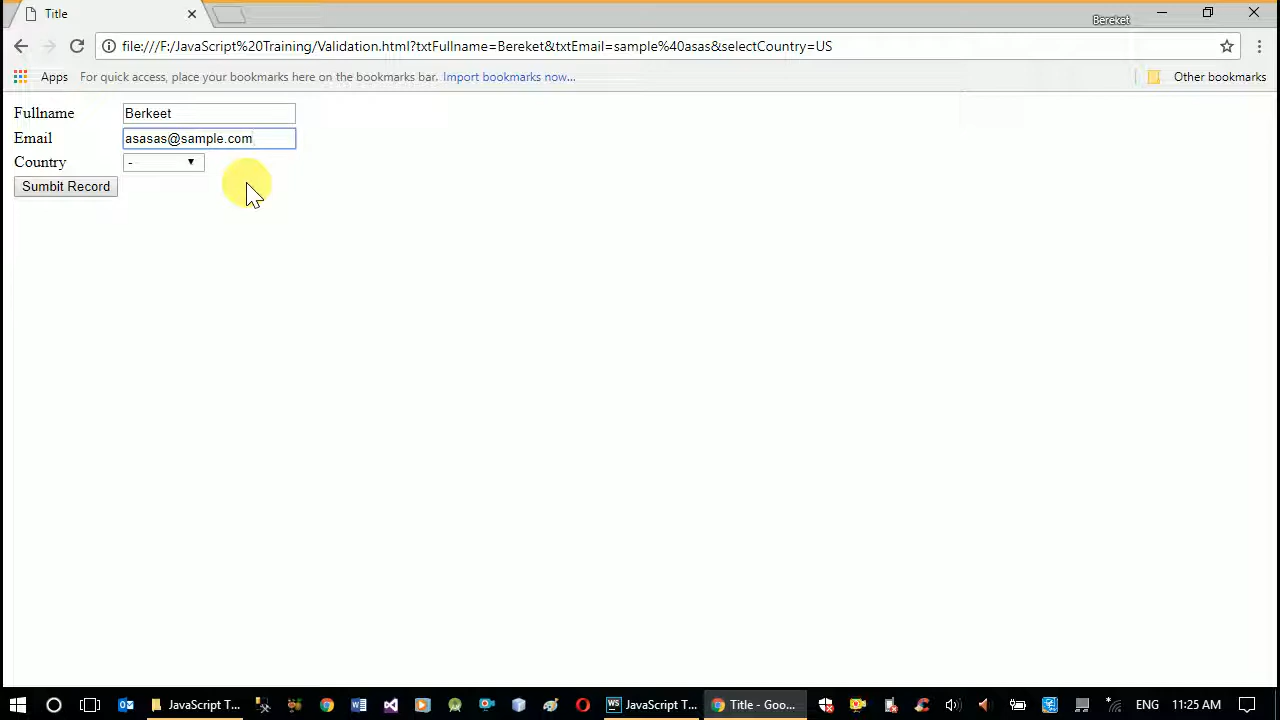 Title
Bereket
file:///F:/JavaScript%20Training/Validation.html?txtFullname=Bereket&txtEmail=sample%40asas&selectCountry=US
Apps For quick access, place your bookmarks here on the bookmarks bar. Import bookmarks now... Other bookmarks
Fullname Berkeet
Email asasas@sample.com
Country -
Sumbit Record
JavaScript T... JavaScript T... Title - Goo... ENG 11:25 AM